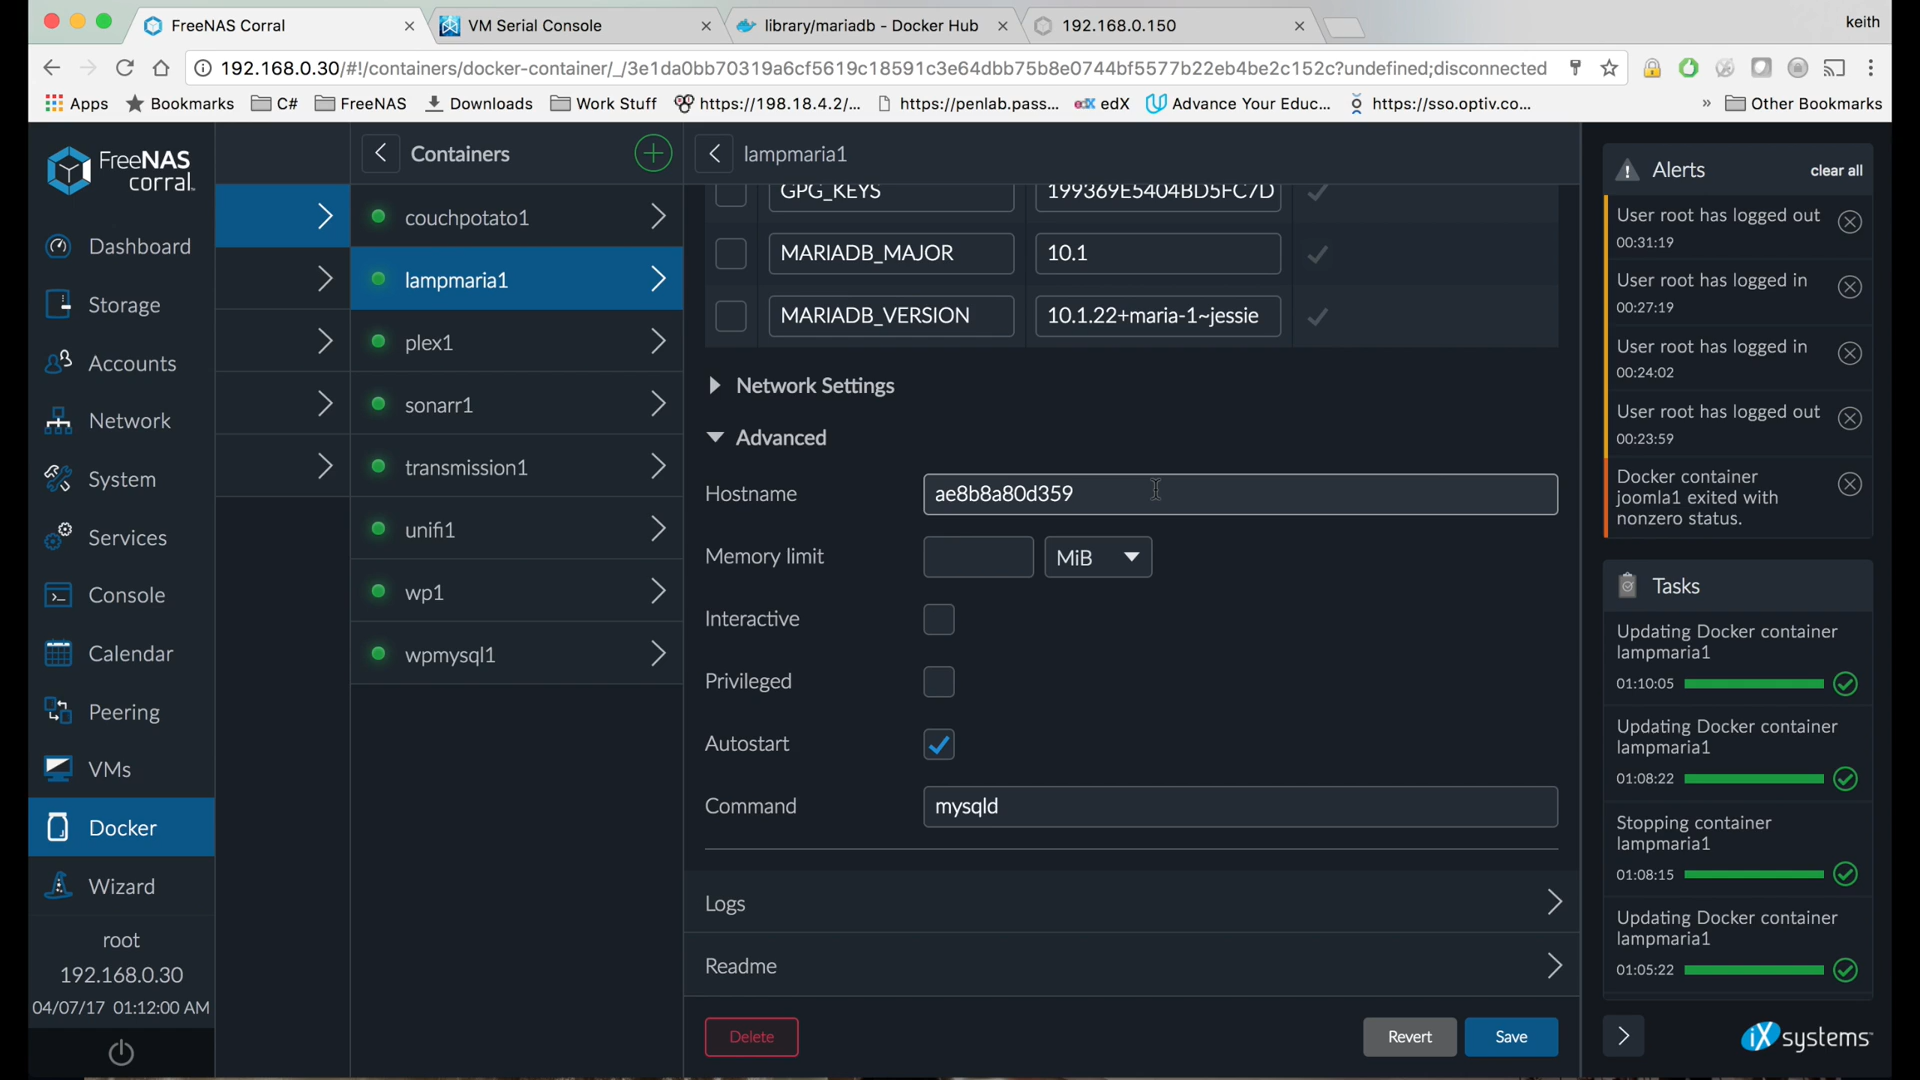 FreeNAS Corral
VM Serial Console
library/mariadb - Docker Hub
192.168.0.150
keith
192.168.0.30/#!/containers/docker-container/_/3e1da0bb70319a6cf5619c18591c3e64dbb75b8e0744bf5577b22eb4be2c152c?undefined;disconnected
Apps
Bookmarks
C#
FreeNAS
Downloads
Work Stuff
https://198.18.4.2/...
https://penlab.pass...
edX edX
Advance Your Educ...
https://sso.optiv.co...
» Other Bookmarks
FreeNAS
corral
Dashboard
Storage
Accounts
Network
System
Services
Console
Calendar
Peering
VMs
Docker
Wizard
root
192.168.0.30
04/07/17 01:12:00 AM
Containers
couchpotato1
lampmaria1
plex1
sonarr1
transmission1
unifi1
wp1
wpmysql1
lampmaria1
GPG_KEYS 199369E5404BD5FC7D
MARIADB_MAJOR 10.1
MARIADB_VERSION 10.1.22+maria-1~jessie
Network Settings
Advanced
Hostname ae8b8a80d359
Memory limit MiB
Interactive
Privileged
Autostart
Command mysqld
Logs
Readme
Delete
Revert
Save
Alerts clear all
User root has logged out
00:31:19
User root has logged in
00:27:19
User root has logged in
00:24:02
User root has logged out
00:23:59
Docker container
joomla1 exited with
nonzero status.
Tasks
Updating Docker container
lampmaria1
01:10:05
Updating Docker container
lampmaria1
01:08:22
Stopping container
lampmaria1
01:08:15
Updating Docker container
lampmaria1
01:05:22
iXsystems